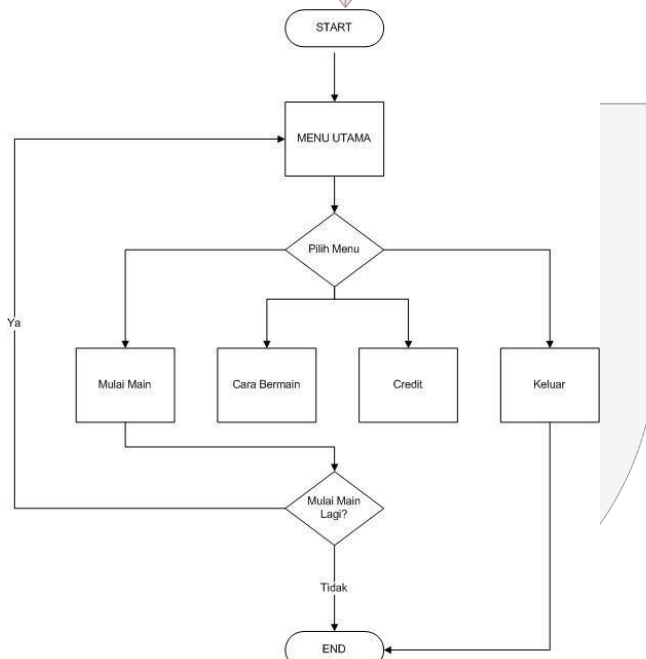 START
MENU UTAMA
Pilih Menu
Ya
Mulai Main
Cara Bermain
Credit
Keluar
Mulai Main
Lagi?
Tidak
END